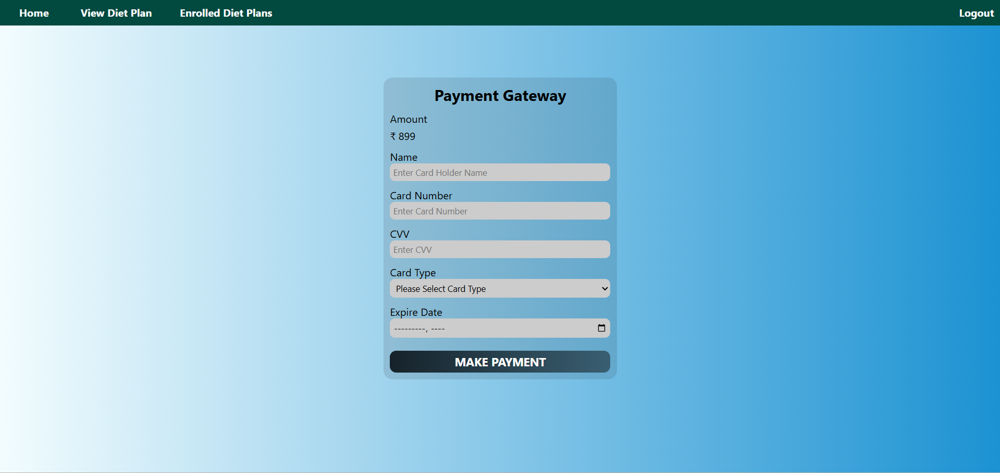 Home View Diet Plan Enrolled Diet Plans Logout
Payment Gateway
Amount
₹ 899
Name
Enter Card Holder Name
Card Number
Enter Card Number
CVV
Enter CVV
Card Type
Please Select Card Type
Expire Date
---------, ----
MAKE PAYMENT